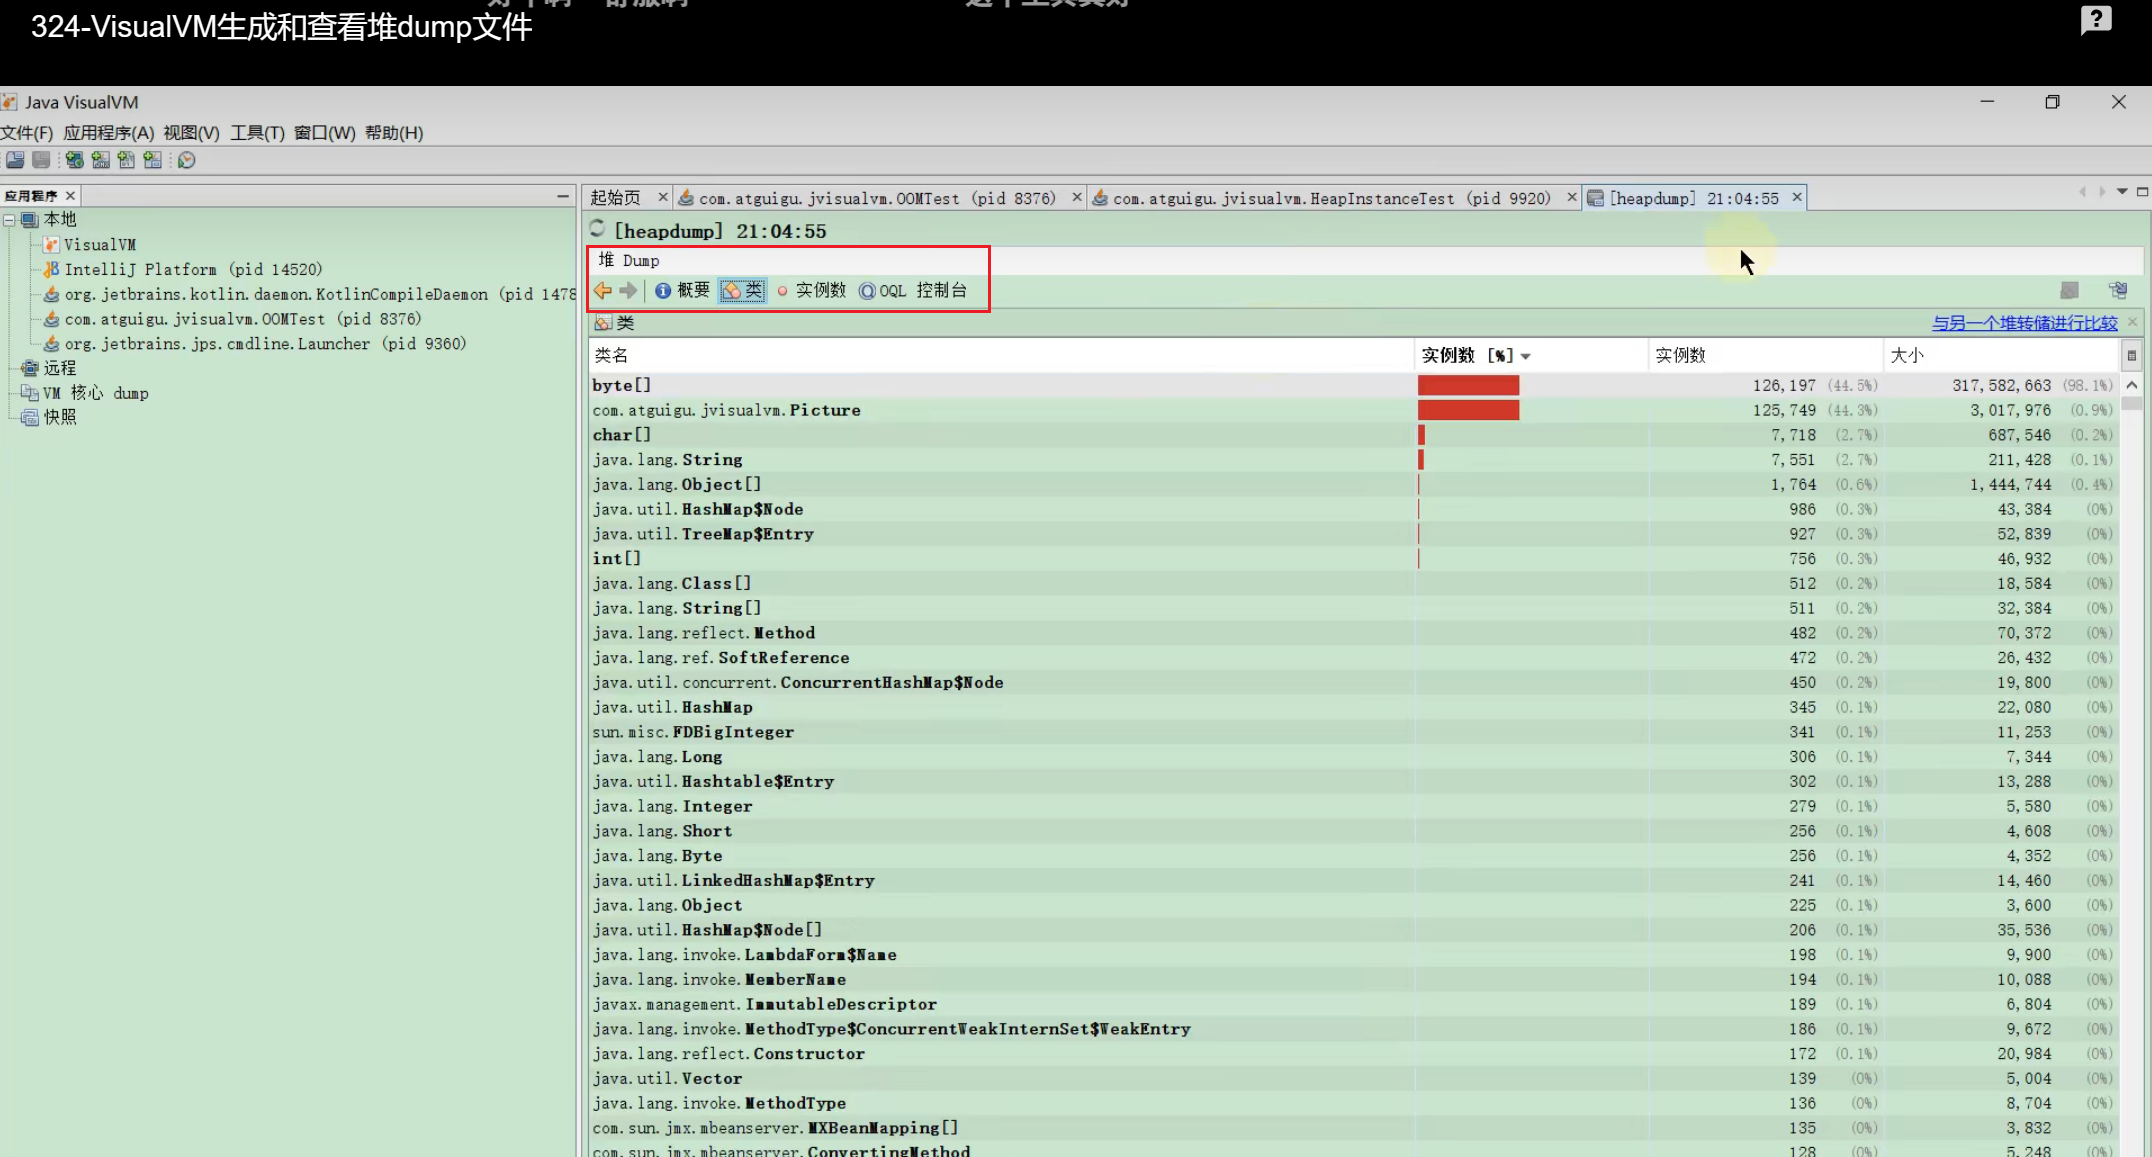 324-VisualVM生成和查看堆dump文件
Java VisualVM
文件(F) 应用程序(A) 视图(V) 工具(T) 窗口(W) 帮助(H)
应用程序
本地
VisualVM
IntelliJ Platform (pid 14520)
org.jetbrains.kotlin.daemon.KotlinCompileDaemon (pid 1478
com.atguigu.jvisualvm.OOMTest (pid 8376)
org.jetbrains.jps.cmdline.Launcher (pid 9360)
远程
VM 核心 dump
快照
起始页 com.atguigu.jvisualvm.OOMTest (pid 8376) com.atguigu.jvisualvm.HeapInstanceTest (pid 9920) [heapdump] 21:04:55
[heapdump] 21:04:55
堆 Dump
概要 类 实例数 OQL 控制台
类 与另一个堆转储进行比较
类名 实例数 [%] 实例数 大小
byte[] 126,197 (44.5%) 317,582,663 (98.1%)
com.atguigu.jvisualvm.Picture 125,749 (44.3%) 3,017,976 (0.9%)
char[] 7,718 (2.7%) 687,546 (0.2%)
java.lang.String 7,551 (2.7%) 211,428 (0.1%)
java.lang.Object[] 1,764 (0.6%) 1,444,744 (0.4%)
java.util.HashMap$Node 986 (0.3%) 43,384 (0%)
java.util.TreeMap$Entry 927 (0.3%) 52,839 (0%)
int[] 756 (0.3%) 46,932 (0%)
java.lang.Class[] 512 (0.2%) 18,584 (0%)
java.lang.String[] 511 (0.2%) 32,384 (0%)
java.lang.reflect.Method 482 (0.2%) 70,372 (0%)
java.lang.ref.SoftReference 472 (0.2%) 26,432 (0%)
java.util.concurrent.ConcurrentHashMap$Node 450 (0.2%) 19,800 (0%)
java.util.HashMap 345 (0.1%) 22,080 (0%)
sun.misc.FDBigInteger 341 (0.1%) 11,253 (0%)
java.lang.Long 306 (0.1%) 7,344 (0%)
java.util.Hashtable$Entry 302 (0.1%) 13,288 (0%)
java.lang.Integer 279 (0.1%) 5,580 (0%)
java.lang.Short 256 (0.1%) 4,608 (0%)
java.lang.Byte 256 (0.1%) 4,352 (0%)
java.util.LinkedHashMap$Entry 241 (0.1%) 14,460 (0%)
java.lang.Object 225 (0.1%) 3,600 (0%)
java.util.HashMap$Node[] 206 (0.1%) 35,536 (0%)
java.lang.invoke.LambdaForm$Name 198 (0.1%) 9,900 (0%)
java.lang.invoke.MemberName 194 (0.1%) 10,088 (0%)
javax.management.ImmutableDescriptor 189 (0.1%) 6,804 (0%)
java.lang.invoke.MethodType$ConcurrentWeakInternSet$WeakEntry 186 (0.1%) 9,672 (0%)
java.lang.reflect.Constructor 172 (0.1%) 20,984 (0%)
java.util.Vector 139 (0%) 5,004 (0%)
java.lang.invoke.MethodType 136 (0%) 8,704 (0%)
com.sun.jmx.mbeanserver.MXBeanMapping[] 135 (0%) 3,832 (0%)
com.sun.jmx.mbeanserver.ConvertingMethod 128 (0%) 5,248 (0%)